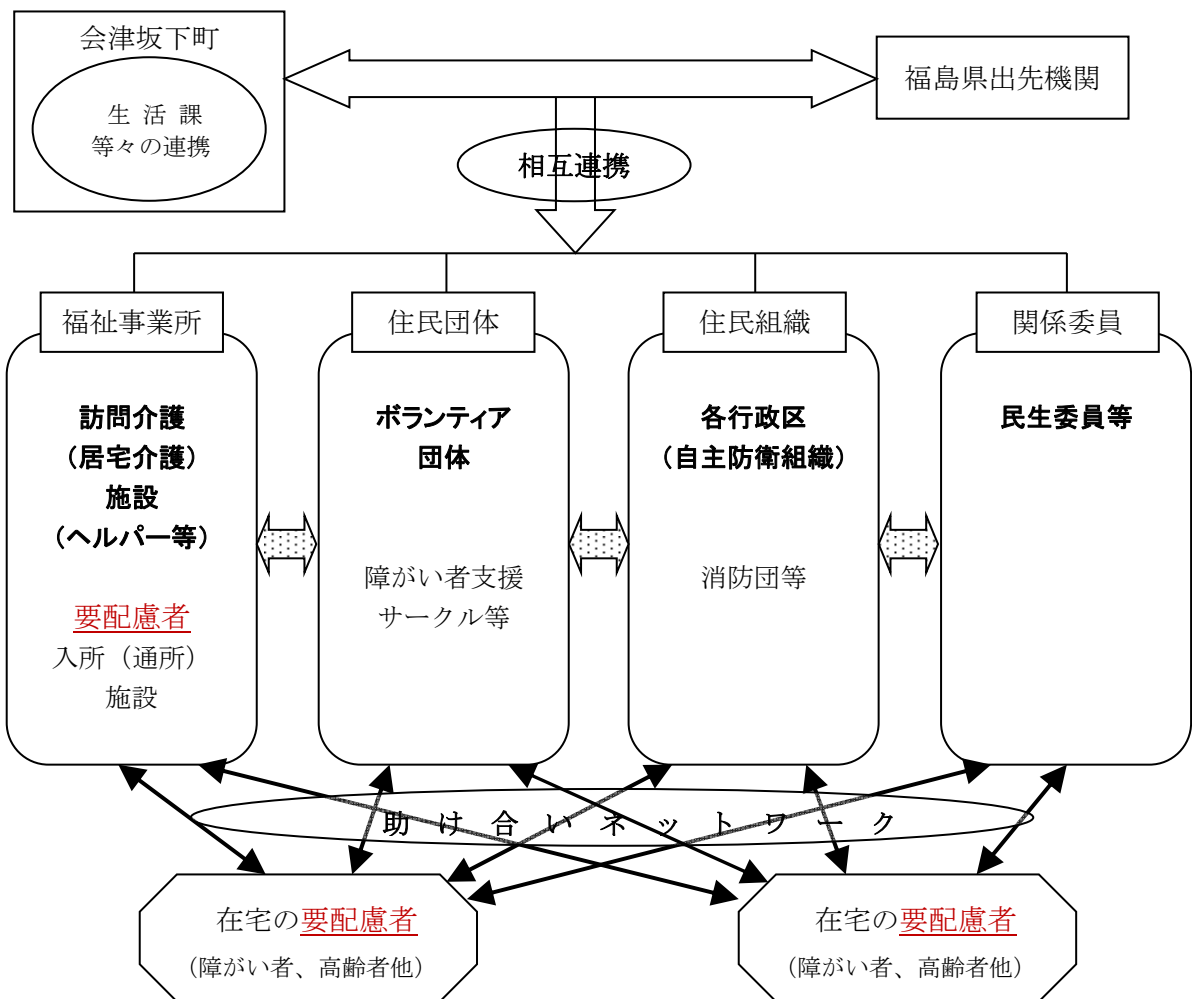 会津坂下町
生 活 課
等々の連携
福島県出先機関
相互連携
福祉事業所
訪問介護
（居宅介護）
施設
（ヘルパー等）
要配慮者
入所（通所）
施設
住民団体
ボランティア
団体
障がい者支援
サークル等
住民組織
各行政区
（自主防衛組織）
消防団等
関係委員
民生委員等
助 け 合 い ネ ッ ト ワ ー ク
在宅の要配慮者
（障がい者、高齢者他）
在宅の要配慮者
（障がい者、高齢者他）